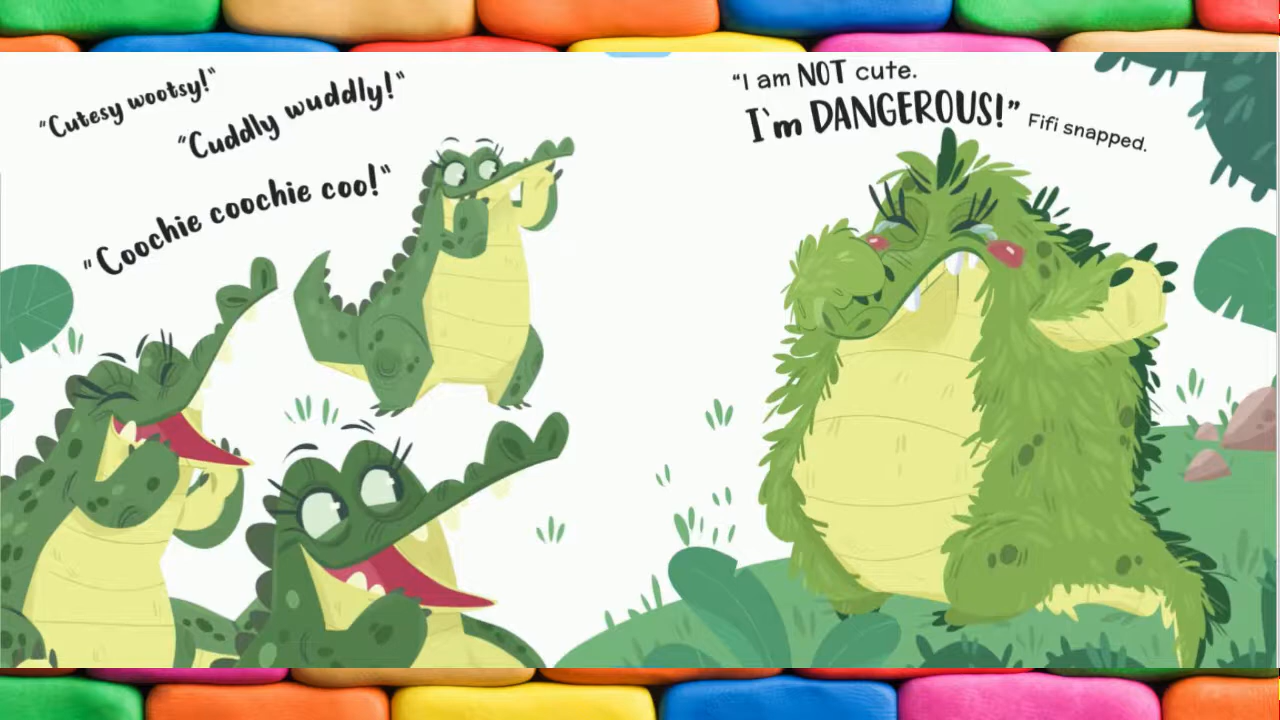 "Cutesy wootsy!"
"Cuddly wuddly!"
"Coochie coochie coo!"
"I am NOT cute.
I'm DANGEROUS!" Fifi snapped.